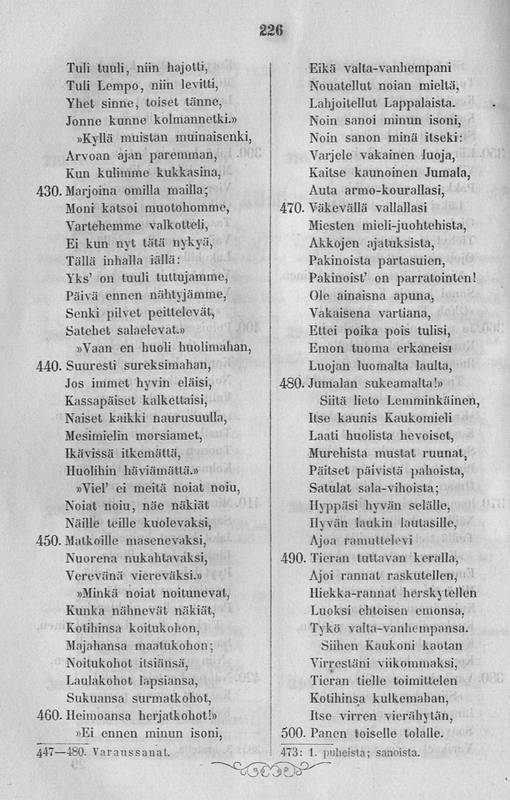 226
Tuli tuuli, niin hajotti,
Tuli Lempo, niin levitti,
Yhet sinne, toiset tänne,
Jonne kunne kolmannetki.»
»Kyllä muistan muinaisenki,
Arvoan ajan paremman,
Kun kulimme kukkasina,
430. Marjoina omilla mailla;
Moni katsoi muotohomme,
Vartehemme valkotteli,
Ei kun nyt tätä nykyä,
Tällä inhalla iällä:
Yks' on tuuli tuttujamme,
Päivä ennen nähtyjämme,
Senki pilvet peittelevät,
Satehet salaelevat.»
»Vaan en huoli huolimahan,
440. Suuresti sureksimahan,
Jos immet hyvin eläisi,
Kassapäiset kalkettaisi,
Naiset kaikki naurusuulla,
Mesimielin morsiamet,
Ikävissä itkemättä,
Huolihin häviämättä.»
»Viel' ei meitä noiat noiu,
Noiat noiu, näe näkiät
Näille teille kuolevaksi,
450. Matkoille masenevaksi,
Nuorena nukahtavaksi,
Verevänä viereväksi.»
»Minkä noiat noitunevat,
Kunka nähnevät näkiät,
Kotihinsa koitukohon,
Majahansa maatukohon;
Noitukohot itsiänsä,
Laulakohot lapsiansa,
Sukuansa surmatkohot,
460. Heimoansa herjatkohot!»
»Ei ennen minun isoni,
447—480. Varaussanat.
Eikä valta-vanhempani
Nouatellut noian mieltä,
Lahjoitellut Lappalaista.
Noin sanoi minun isoni,
Noin sanon minä itseki:
Varjele vakainen luoja,
Kaitse kaunoinen Jumala,
Auta armo-kourallasi,
470. Väkevällä vallallasi
Miesten mieli-juohtehista,
Akkojen ajatuksista,
Pakinoista partasuien,
Pakinoist' on parratointen!
Ole ainaisna apuna,
Vakaisena vartiana,
Ettei poika pois tulisi,
Emon tuoma erkaneisi
Luojan luomalta laulta,
480. Jumalan sukeamalta!»
Siitä lieto Lemminkäinen,
Itse kaunis Kaukomieli
Laati huolista hevoiset,
Murehista mustat ruunat,
Päitset päivistä pahoista,
Satulat sala-vihoista;
Hyppäsi hyvän selälle,
Hyvän laukin lautasille,
Ajoa ramuttelevi
490. Tieran tuttavan keralla,
Ajoi rannat raskutellen,
Hiekka-rannat herskytellen
Luoksi ehtoisen emonsa,
Tykö valta-vanhempansa.
Siihen Kaukoni kaotan
Virrestäni viikommaksi,
Tieran tielle toimittelen
Kotihinsa kulkemahan,
Itse virren vierähytän,
500. Panen toiselle tolalle.
473: 1. puheista; sanoista.